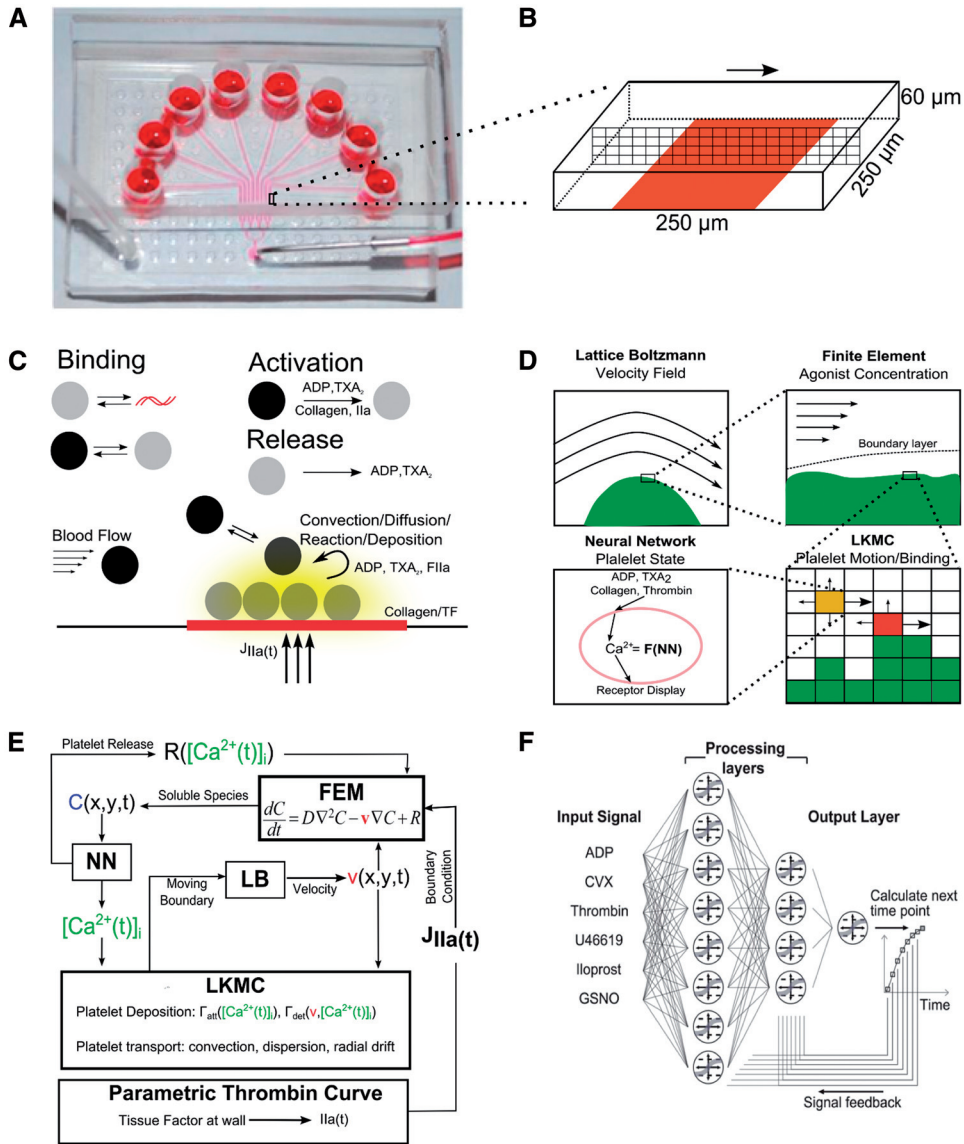 A
B
60 µm
250 µm
250 µm
C
Binding
Activation
ADP,TXA₂
Collagen, IIa
Release
ADP,TXA₂
Blood Flow
Convection/Diffusion/
Reaction/Deposition
ADP, TXA₂, FIIa
Collagen/TF
JIIa(t)
D
Lattice Boltzmann
Velocity Field
Finite Element
Agonist Concentration
Boundary layer
Neural Network
Plalelet State
ADP, TXA2
Collagen, Thrombin
Ca²⁺= F(NN)
Receptor Display
LKMC
Platelet Motion/Binding
E
Platelet Release
R([Ca²⁺(t)]ᵢ)
Soluble Species
C(x,y,t)
FEM
dC/dt = D∇²C − v∇C + R
NN
Moving
Boundary
LB
Velocity
v(x,y,t)
Boundary
Condition
JIIa(t)
[Ca²⁺(t)]ᵢ
LKMC
Platelet Deposition: Γatt([Ca²⁺(t)]ᵢ), Γdet(v,[Ca²⁺(t)]ᵢ)
Platelet transport: convection, dispersion, radial drift
Parametric Thrombin Curve
Tissue Factor at wall IIa(t)
F
Processing
layers
Input Signal
Output Layer
ADP
CVX
Thrombin
U46619
Iloprost
GSNO
Calculate next
time point
Time
Signal feedback